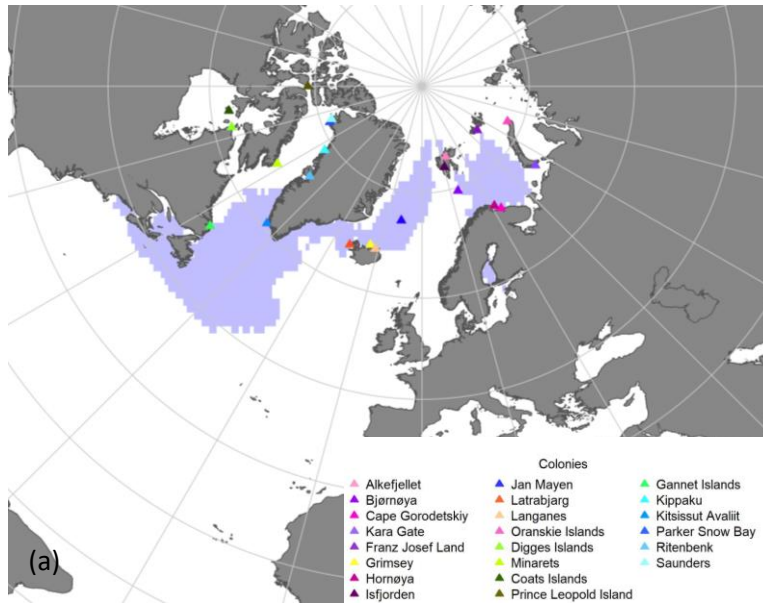 (a)
Colonies
Alkefjellet
Bjørnøya
Cape Gorodetskiy
Kara Gate
Franz Josef Land
Grimsey
Hornøya
Isfjorden
Jan Mayen
Latrabjarg
Langanes
Oranskie Islands
Digges Islands
Minarets
Coats Islands
Prince Leopold Island
Gannet Islands
Kippaku
Kitsissut Avaliit
Parker Snow Bay
Ritenbenk
Saunders